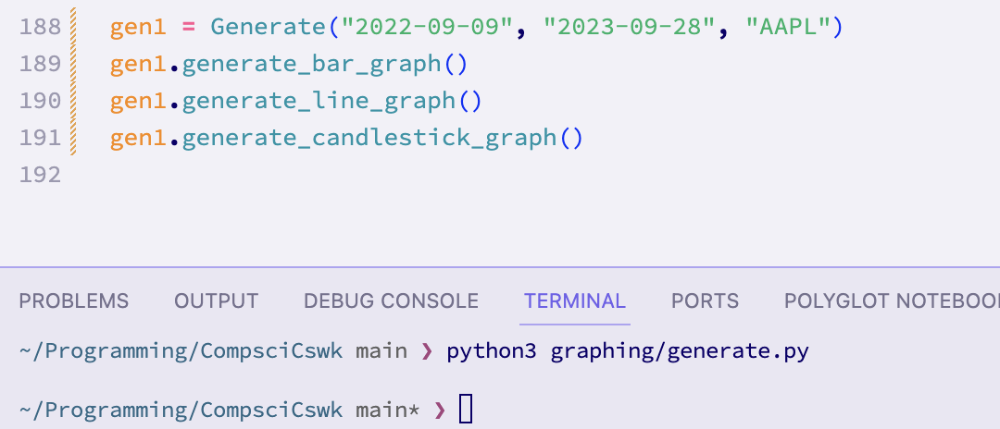 188 gen1 = Generate("2022-09-09", "2023-09-28", "AAPL")
189 gen1.generate_bar_graph()
190 gen1.generate_line_graph()
191 gen1.generate_candlestick_graph()
192
PROBLEMS OUTPUT DEBUG CONSOLE TERMINAL PORTS POLYGLOT NOTEBOO
~/Programming/CompsciCswk main ❯ python3 graphing/generate.py
~/Programming/CompsciCswk main* ❯